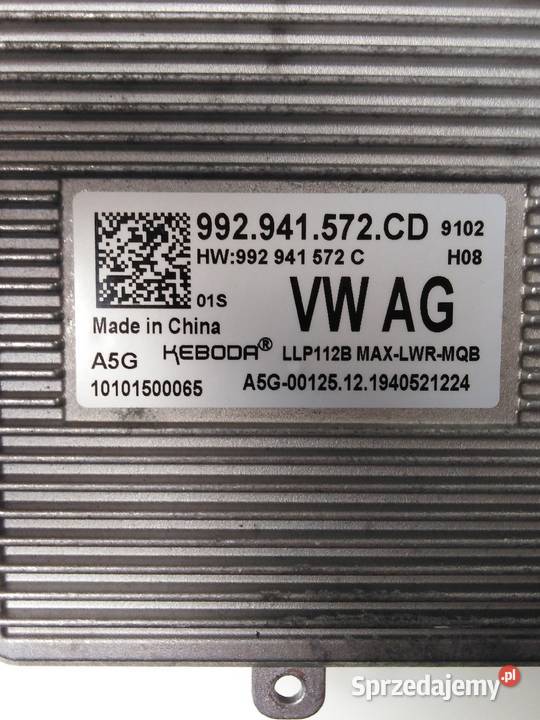 992.941.572.CD 9102
HW:992 941 572 C H08
01S VW AG
Made in China
A5G KEBODA® LLP112B MAX-LWR-MQB
10101500065 A5G-00125.12.1940521224
Sprzedajemy.pl